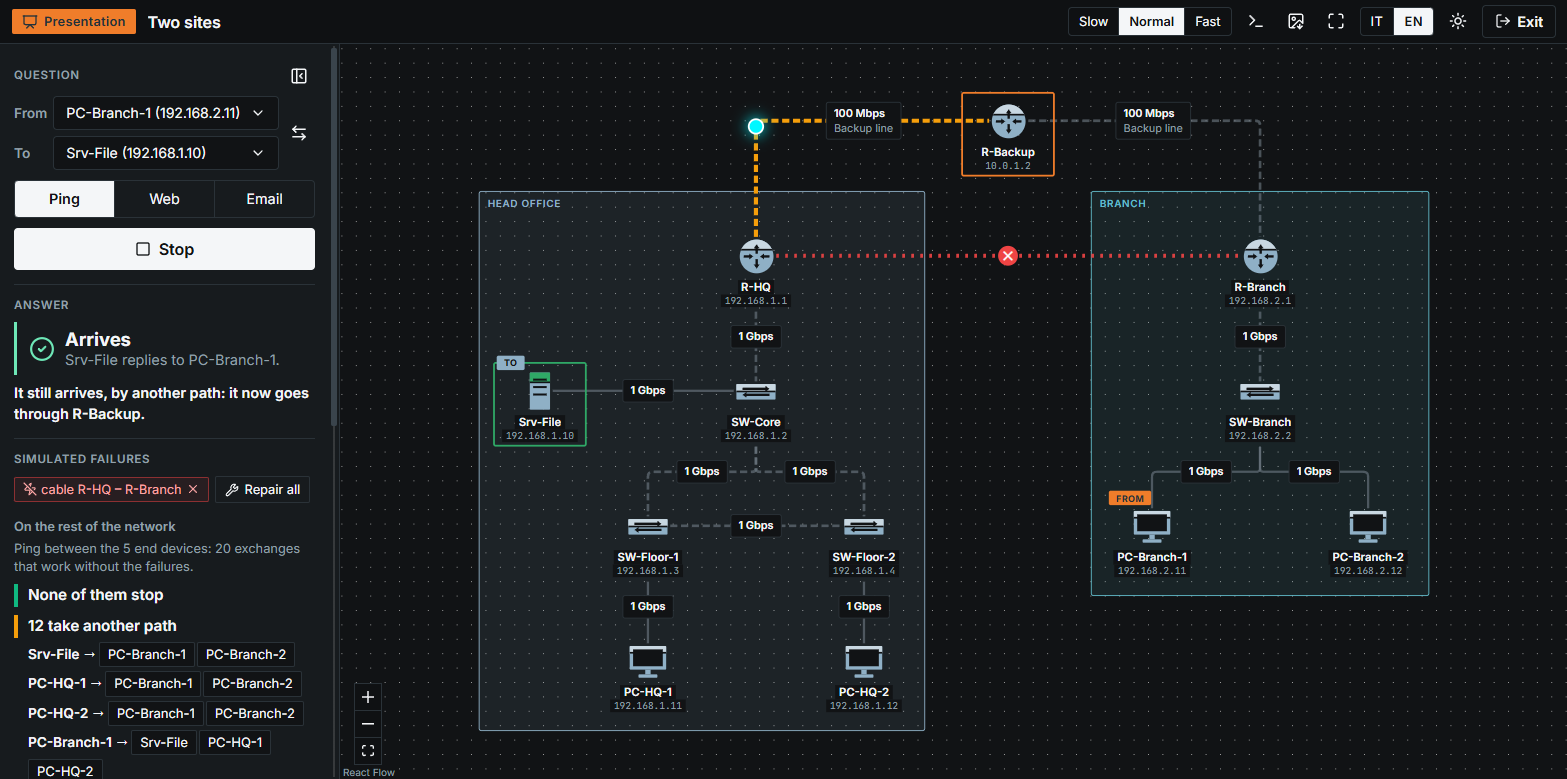 Presentation
Two sites
Slow Normal Fast
IT EN
Exit
QUESTION
From PC-Branch-1 (192.168.2.11)
To Srv-File (192.168.1.10)
Ping Web Email
Stop
ANSWER
Arrives
Srv-File replies to PC-Branch-1.
It still arrives, by another path: it now goes
through R-Backup.
SIMULATED FAILURES
cable R-HQ – R-Branch
Repair all
On the rest of the network
Ping between the 5 end devices: 20 exchanges
that work without the failures.
None of them stop
12 take another path
Srv-File → PC-Branch-1 PC-Branch-2
PC-HQ-1 → PC-Branch-1 PC-Branch-2
PC-HQ-2 → PC-Branch-1 PC-Branch-2
PC-Branch-1 → Srv-File PC-HQ-1
PC-HQ-2
100 Mbps
Backup line
R-Backup
10.0.1.2
100 Mbps
Backup line
HEAD OFFICE
R-HQ
192.168.1.1
1 Gbps
TO
Srv-File
192.168.1.10
1 Gbps
SW-Core
192.168.1.2
1 Gbps
1 Gbps
1 Gbps
SW-Floor-1
192.168.1.3
SW-Floor-2
192.168.1.4
1 Gbps
1 Gbps
PC-HQ-1
192.168.1.11
PC-HQ-2
192.168.1.12
BRANCH
R-Branch
192.168.2.1
1 Gbps
SW-Branch
192.168.2.2
1 Gbps
1 Gbps
FROM
PC-Branch-1
192.168.2.11
PC-Branch-2
192.168.2.12
React Flow